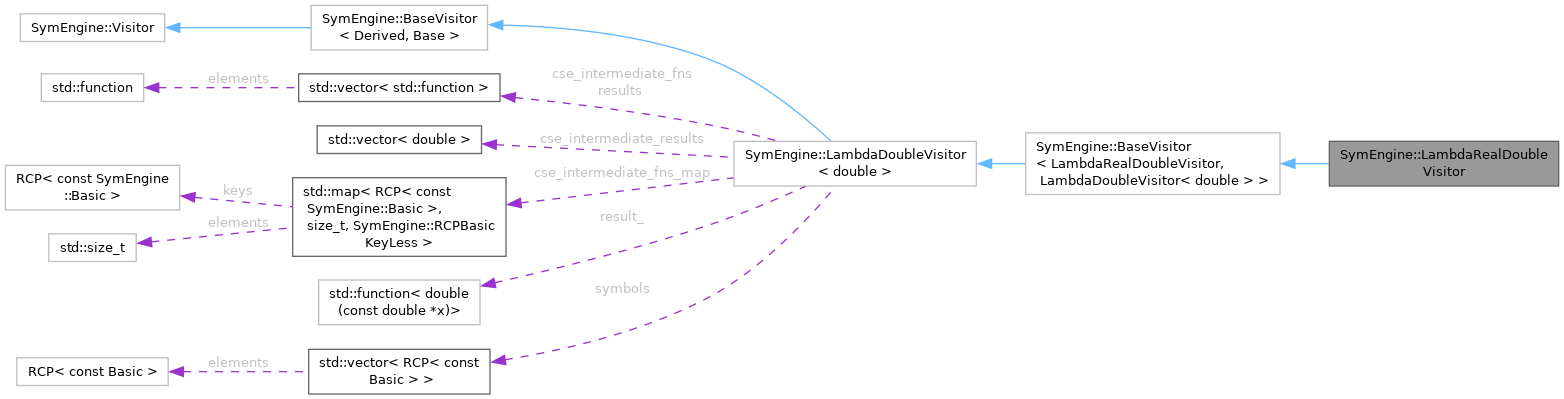 SymEngine::Visitor
SymEngine::BaseVisitor
< Derived, Base >
std::function
elements
std::vector< std::function >
cse_intermediate_fns
results
std::vector< double >
cse_intermediate_results
RCP< const SymEngine
::Basic >
keys
elements
std::size_t
std::map< RCP< const
SymEngine::Basic >,
size_t, SymEngine::RCPBasic
KeyLess >
cse_intermediate_fns_map
SymEngine::LambdaDoubleVisitor
< double >
SymEngine::BaseVisitor
< LambdaRealDoubleVisitor,
LambdaDoubleVisitor< double > >
SymEngine::LambdaRealDouble
Visitor
result_
std::function< double
(const double *x)>
symbols
RCP< const Basic >
elements
std::vector< RCP< const
Basic > >